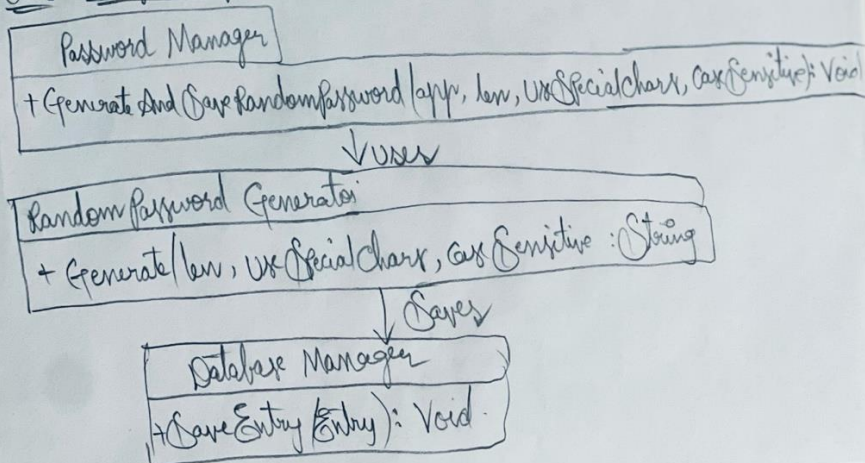 Password Manager
+ Generate And Save Random Password (app, len, useSpecialChars, CaseSensitive): Void
uses
Random Password Generator
+ Generate (len, useSpecialChars, caseSensitive : String
Saves
Database Manager
+ Save Entry (Entry): Void